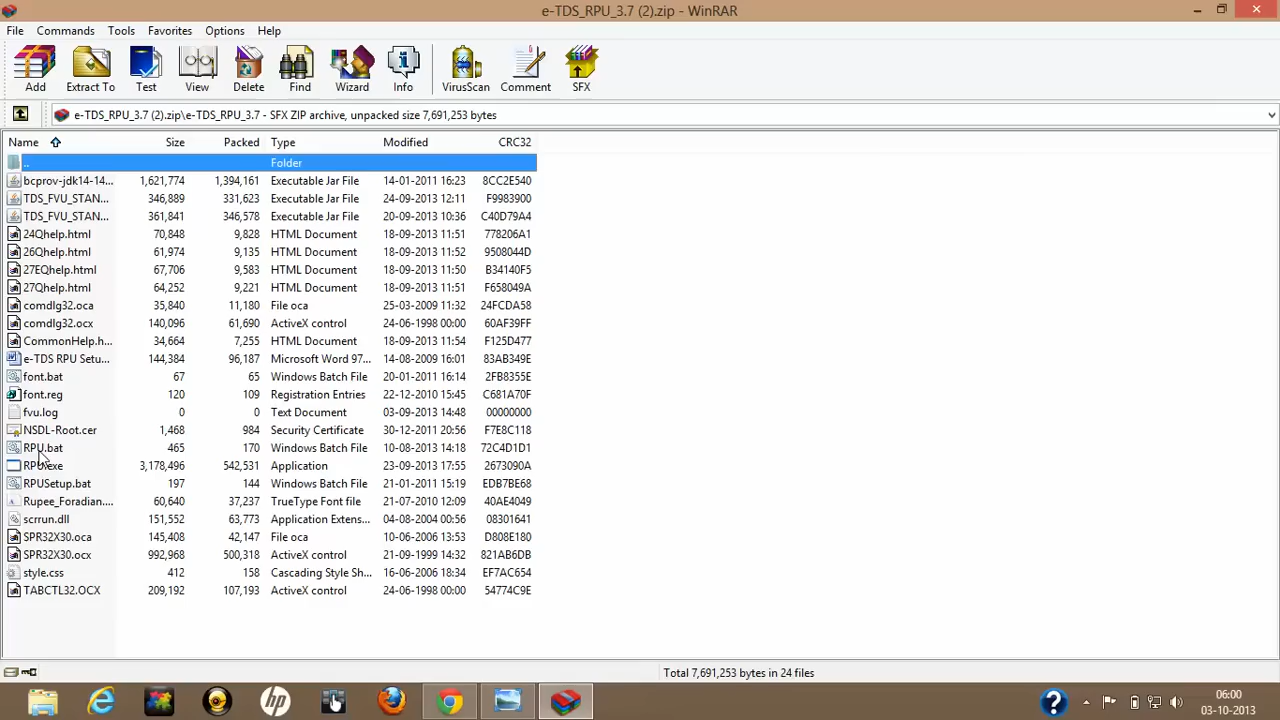 e-TDS_RPU_3.7 (2).zip - WinRAR
File Commands Tools Favorites Options Help
Add Extract To Test View Delete Find Wizard Info VirusScan Comment SFX
e-TDS_RPU_3.7 (2).zip\e-TDS_RPU_3.7 - SFX ZIP archive, unpacked size 7,691,253 bytes
Name Size Packed Type Modified CRC32
.. Folder
bcprov-jdk14-14... 1,621,774 1,394,161 Executable Jar File 14-01-2011 16:23 8CC2E540
TDS_FVU_STAN... 346,889 331,623 Executable Jar File 24-09-2013 12:11 F9983900
TDS_FVU_STAN... 361,841 346,578 Executable Jar File 20-09-2013 10:36 C40D79A4
24Qhelp.html 70,848 9,828 HTML Document 18-09-2013 11:51 778206A1
26Qhelp.html 61,974 9,135 HTML Document 18-09-2013 11:52 9508044D
27EQhelp.html 67,706 9,583 HTML Document 18-09-2013 11:50 B34140F5
27Qhelp.html 64,252 9,221 HTML Document 18-09-2013 11:51 F658049A
comdlg32.oca 35,840 11,180 File oca 25-03-2009 11:32 24FCDA58
comdlg32.ocx 140,096 61,690 ActiveX control 24-06-1998 00:00 60AF39FF
CommonHelp.h... 34,664 7,255 HTML Document 18-09-2013 11:51 F125D477
e-TDS RPU Setu... 144,384 96,187 Microsoft Word 97... 14-08-2009 16:01 83AB349E
font.bat 67 65 Windows Batch File 20-01-2011 16:14 2FB8355E
font.reg 120 109 Registration Entries 22-12-2010 15:45 C681A70F
fvu.log 0 0 Text Document 03-09-2013 14:48 00000000
NSDL-Root.cer 1,468 984 Security Certificate 30-12-2011 20:56 F7E8C118
RPU.bat 465 170 Windows Batch File 10-08-2013 14:18 72C4D1D1
RPU.exe 3,178,496 542,531 Application 23-09-2013 17:55 2673090A
RPUSetup.bat 197 144 Windows Batch File 21-01-2011 15:19 EDB7BE68
Rupee_Foradian.... 60,640 37,237 TrueType Font file 21-07-2010 12:09 40AE4049
scrrun.dll 151,552 63,773 Application Extens... 04-08-2004 00:56 08301641
SPR32X30.oca 145,408 42,147 File oca 10-06-2006 13:53 D808E180
SPR32X30.ocx 992,968 500,318 ActiveX control 21-09-1999 14:32 821AB6DB
style.css 412 158 Cascading Style Sh... 16-06-2006 18:34 EF7AC654
TABCTL32.OCX 209,192 107,193 ActiveX control 24-06-1998 00:00 54774C9E
Total 7,691,253 bytes in 24 files
06:00
03-10-2013